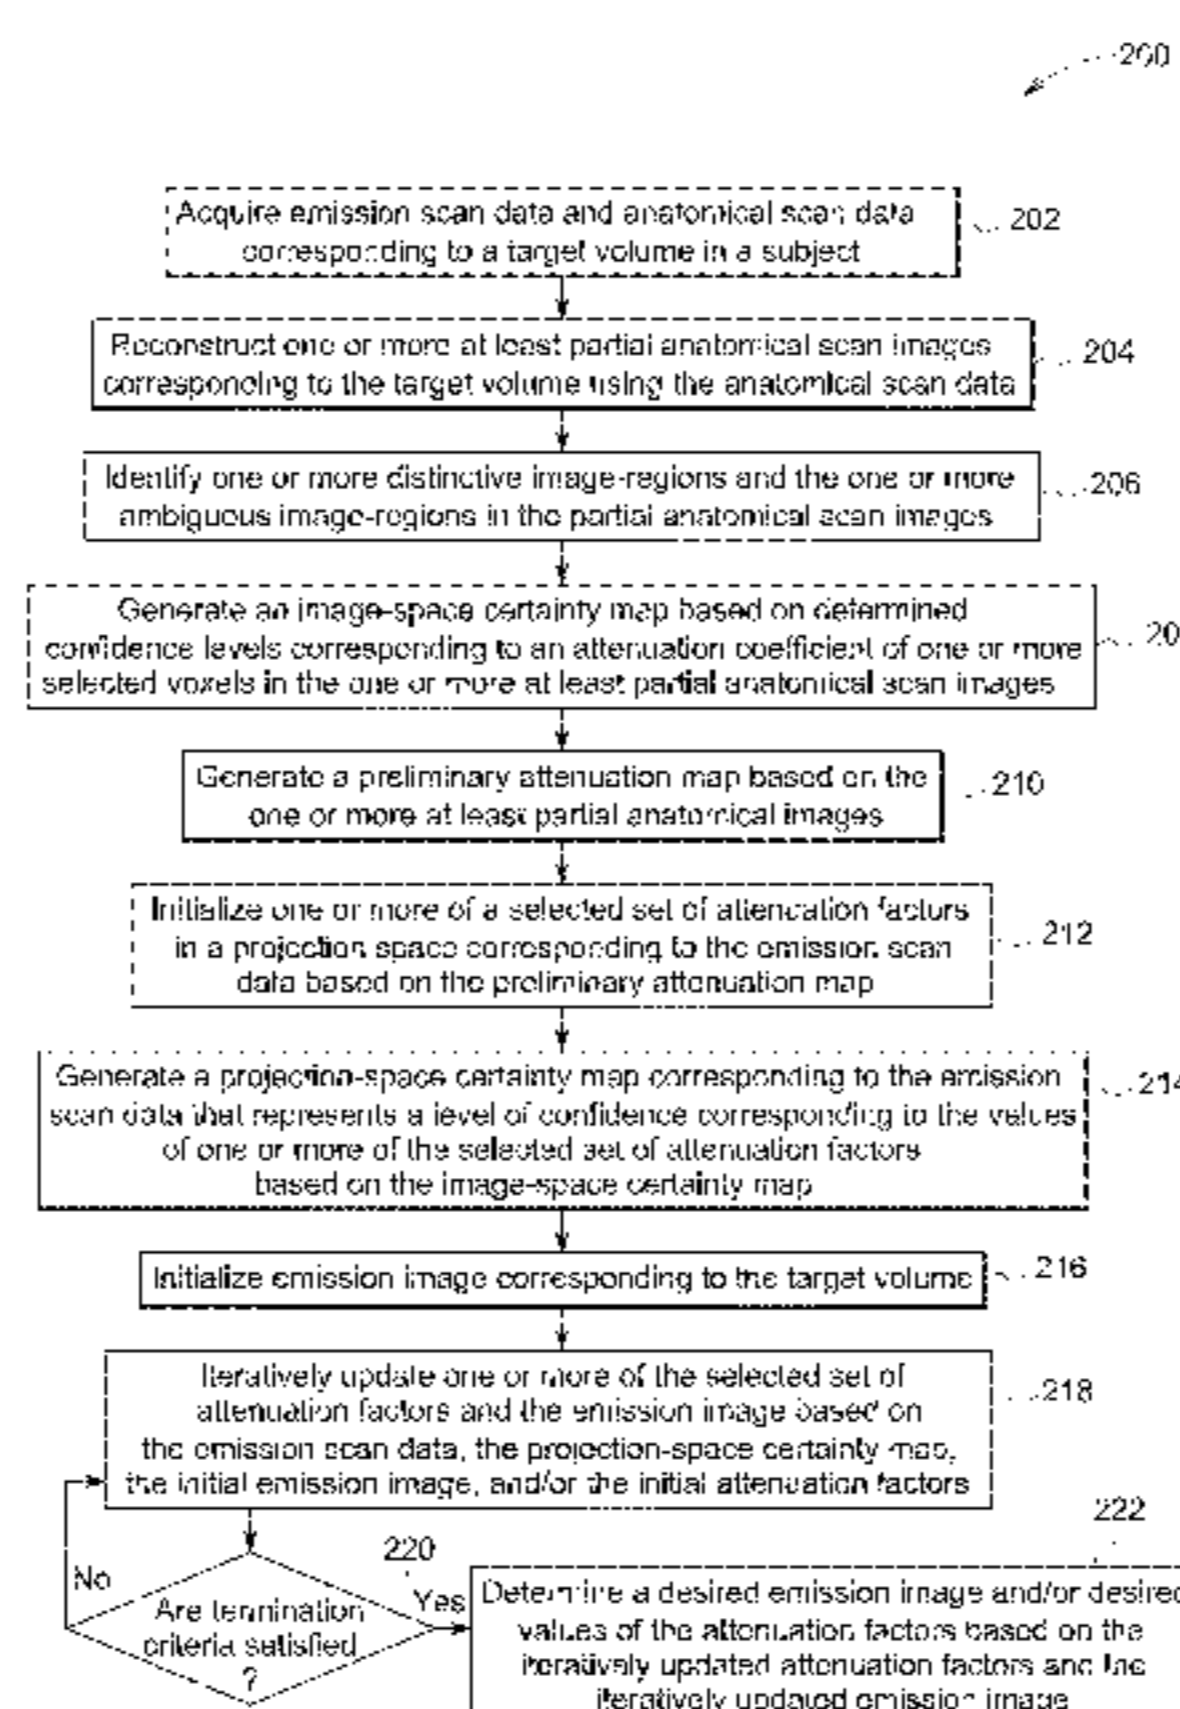 200
Acquire emission scan data and anatomical scan data
corresponding to a target volume in a subject
202
Reconstruct one or more at least partial anatomical scan images
corresponding to the target volume using the anatomical scan data
204
Identify one or more distinctive image-regions and the one or more
ambiguous image-regions in the partial anatomical scan images
206
Generate an image-space certainty map based on determined
confidence levels corresponding to an attenuation coefficient of one or more
selected voxels in the one or more at least partial anatomical scan images
20
Generate a preliminary attenuation map based on the
one or more at least partial anatomical images
210
Initialize one or more of a selected set of attenuation factors
in a projection space corresponding to the emission scan
data based on the preliminary attenuation map
212
Generate a projection-space certainty map corresponding to the emission
scan data that represents a level of confidence corresponding to the values
of one or more of the selected set of attenuation factors
based on the image-space certainty map
214
Initialize emission image corresponding to the target volume
216
Iteratively update one or more of the selected set of
attenuation factors and the emission image based on
the emission scan data, the projection-space certainty map,
the initial emission image, and/or the initial attenuation factors
218
No
Are termination
criteria satisfied
?
220
Yes
222
Determine a desired emission image and/or desired
values of the attenuation factors based on the
iteratively updated attenuation factors and the
iteratively updated emission image